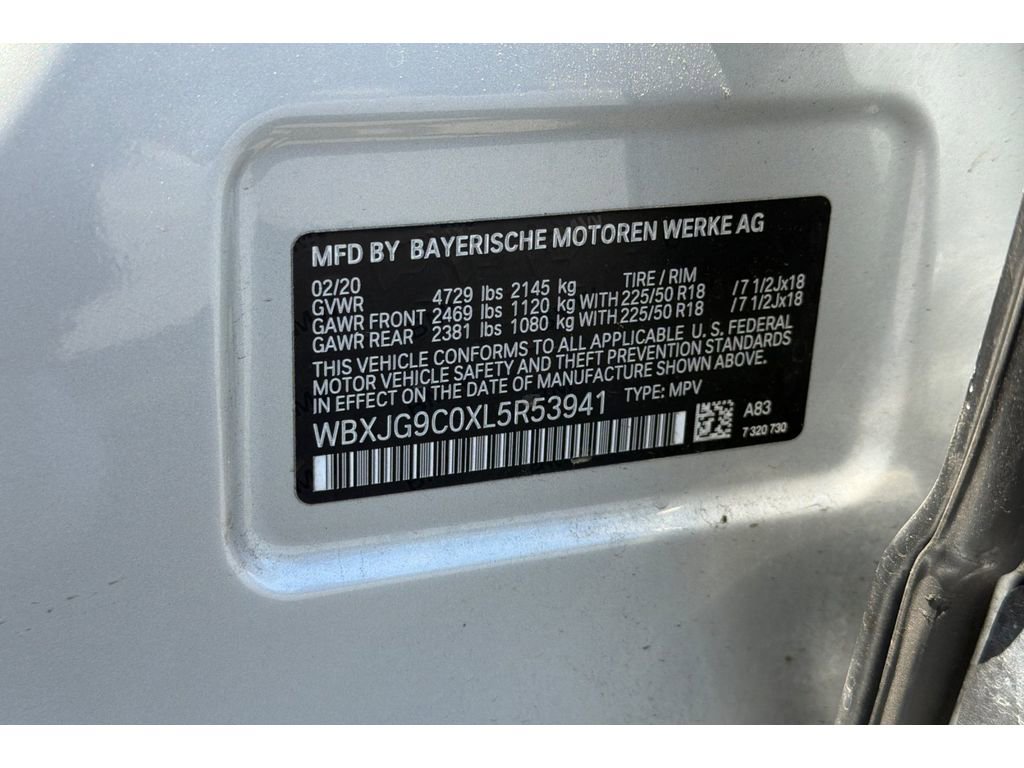 MFD BY BAYERISCHE MOTOREN WERKE AG
02/20 TIRE / RIM
GVWR 4729 lbs 2145 kg
GAWR FRONT 2469 lbs 1120 kg WITH 225/50 R18 /7 1/2Jx18
GAWR REAR 2381 lbs 1080 kg WITH 225/50 R18 /7 1/2Jx18
THIS VEHICLE CONFORMS TO ALL APPLICABLE U.S. FEDERAL
MOTOR VEHICLE SAFETY AND THEFT PREVENTION STANDARDS
IN EFFECT ON THE DATE OF MANUFACTURE SHOWN ABOVE.
WBXJG9C0XL5R53941 TYPE: MPV
A83
7 320 730